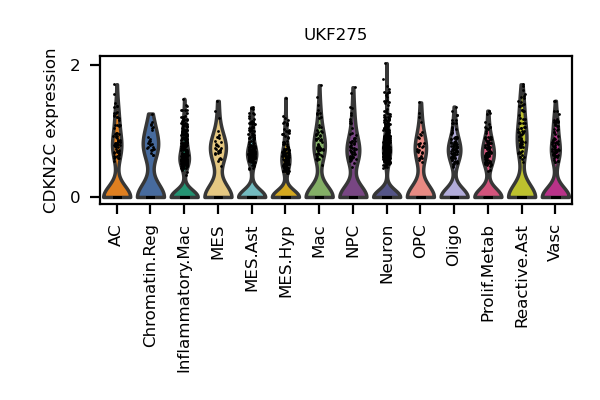 UKF275
CDKN2C expression
2
0
AC
Chromatin.Reg
Inflammatory.Mac
MES
MES.Ast
MES.Hyp
Mac
NPC
Neuron
OPC
Oligo
Prolif.Metab
Reactive.Ast
Vasc